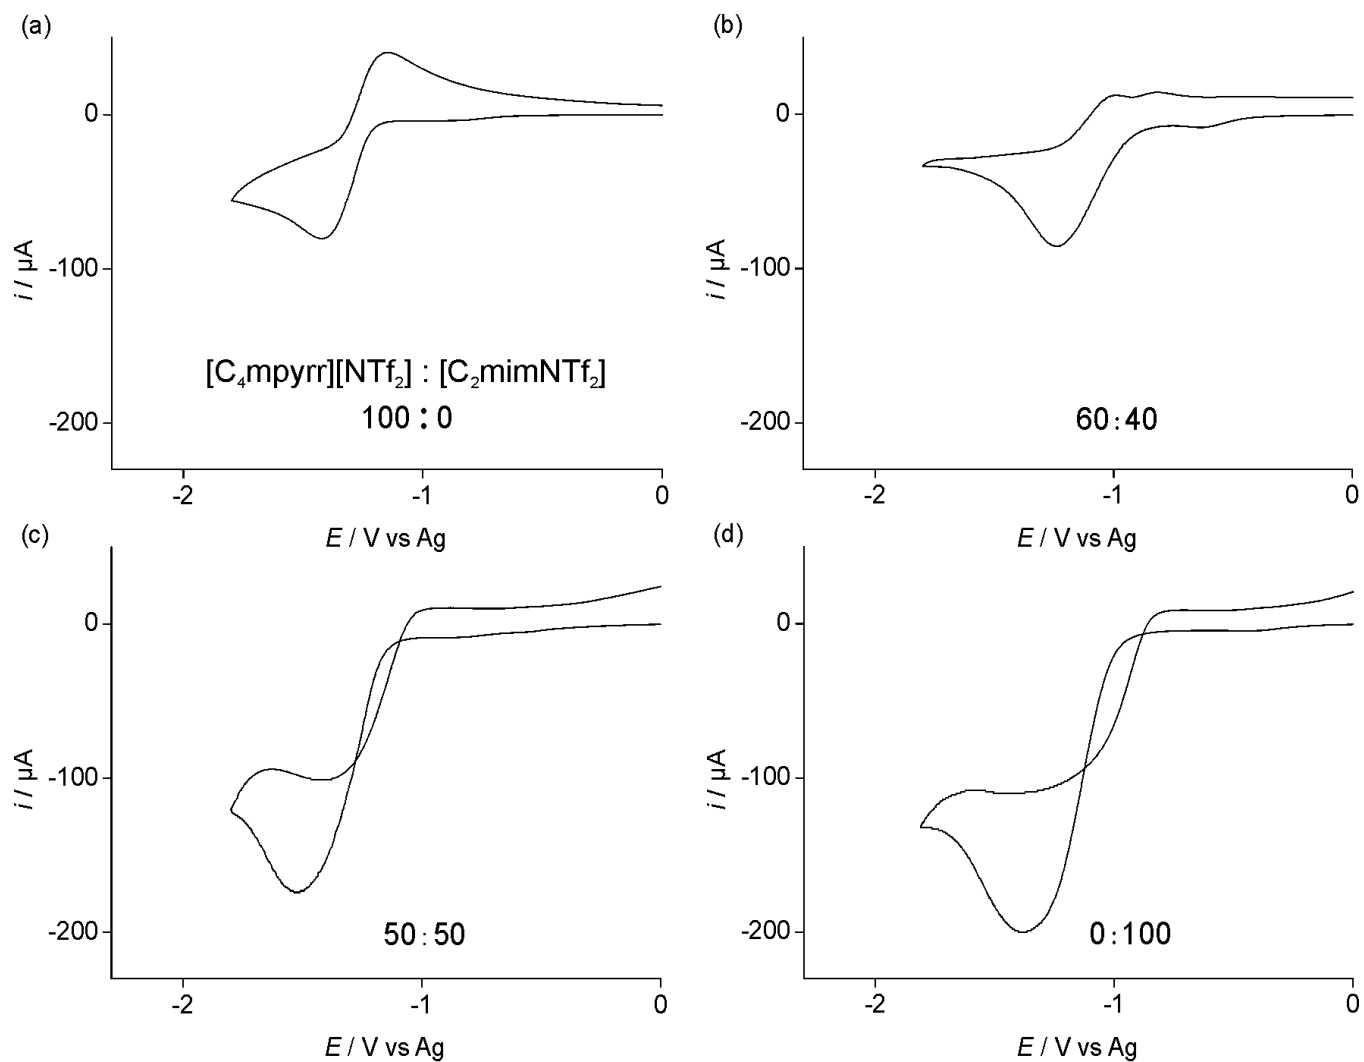 (a)
0
-100
-200
i / µA
[C₄mpyrr][NTf₂] : [C₂mimNTf₂]
100 : 0
-2
-1
0
E / V vs Ag
(b)
0
-100
-200
i / µA
60:40
-2
-1
0
E / V vs Ag
(c)
0
-100
-200
i / µA
50:50
-2
-1
0
E / V vs Ag
(d)
0
-100
-200
i / µA
0:100
-2
-1
0
E / V vs Ag